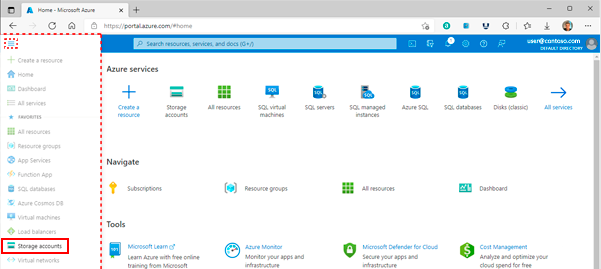 Home - Microsoft Azure
https://portal.azure.com/#home
Search resources, services, and docs (G+/)
user@contoso.com
DEFAULT DIRECTORY
Create a resource
Home
Dashboard
All services
FAVORITES
All resources
Resource groups
App Services
Function App
SQL databases
Azure Cosmos DB
Virtual machines
Load balancers
Storage accounts
Virtual networks
Azure services
Create a
resource
Storage
accounts
All resources
SQL virtual
machines
SQL servers
SQL managed
instances
Azure SQL
SQL databases
Disks (classic)
All services
Navigate
Subscriptions
Resource groups
All resources
Dashboard
Tools
Microsoft Learn
Learn Azure with free online
training from Microsoft
Azure Monitor
Monitor your apps and
infrastructure
Microsoft Defender for Cloud
Secure your apps and
infrastructure
Cost Management
Analyze and optimize your
cloud spend for free